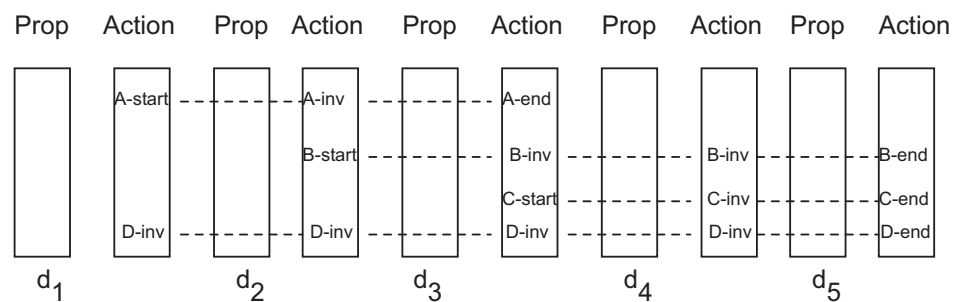 Prop Action Prop Action Prop Action Prop Action Prop Action
A-start A-inv A-end
B-start B-inv B-inv B-end
C-start C-inv C-end
D-inv D-inv D-inv D-inv D-end
d1 d2 d3 d4 d5